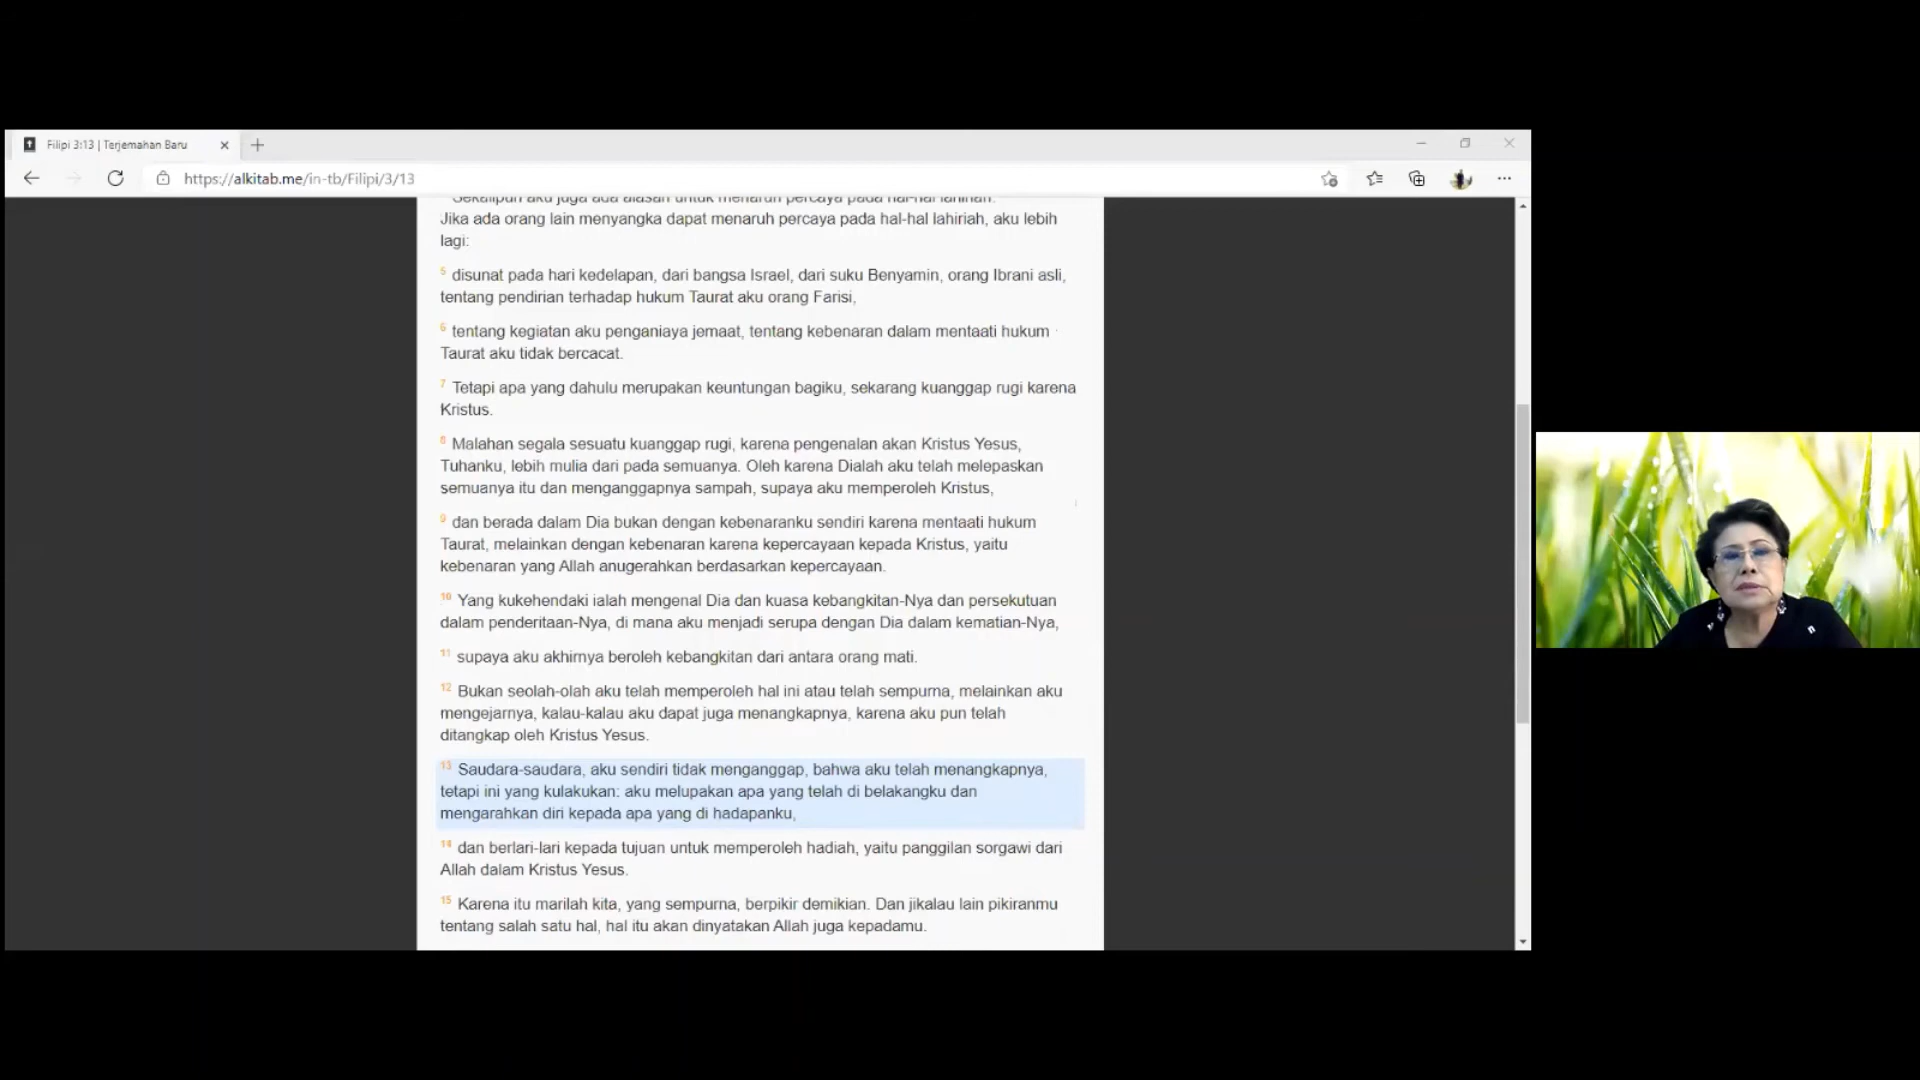 Filipi 3:13 | Terjemahan Baru
https://alkitab.me/in-tb/Filipi/3/13
Sekalipun aku juga ada alasan untuk menaruh percaya pada hal-hal lahiriah.
Jika ada orang lain menyangka dapat menaruh percaya pada hal-hal lahiriah, aku lebih
lagi:
5 disunat pada hari kedelapan, dari bangsa Israel, dari suku Benyamin, orang Ibrani asli,
tentang pendirian terhadap hukum Taurat aku orang Farisi,
6 tentang kegiatan aku penganiaya jemaat, tentang kebenaran dalam mentaati hukum
Taurat aku tidak bercacat.
7 Tetapi apa yang dahulu merupakan keuntungan bagiku, sekarang kuanggap rugi karena
Kristus.
8 Malahan segala sesuatu kuanggap rugi, karena pengenalan akan Kristus Yesus,
Tuhanku, lebih mulia dari pada semuanya. Oleh karena Dialah aku telah melepaskan
semuanya itu dan menganggapnya sampah, supaya aku memperoleh Kristus,
9 dan berada dalam Dia bukan dengan kebenaranku sendiri karena mentaati hukum
Taurat, melainkan dengan kebenaran karena kepercayaan kepada Kristus, yaitu
kebenaran yang Allah anugerahkan berdasarkan kepercayaan.
10 Yang kukehendaki ialah mengenal Dia dan kuasa kebangkitan-Nya dan persekutuan
dalam penderitaan-Nya, di mana aku menjadi serupa dengan Dia dalam kematian-Nya,
11 supaya aku akhirnya beroleh kebangkitan dari antara orang mati.
12 Bukan seolah-olah aku telah memperoleh hal ini atau telah sempurna, melainkan aku
mengejarnya, kalau-kalau aku dapat juga menangkapnya, karena aku pun telah
ditangkap oleh Kristus Yesus.
13 Saudara-saudara, aku sendiri tidak menganggap, bahwa aku telah menangkapnya,
tetapi ini yang kulakukan: aku melupakan apa yang telah di belakangku dan
mengarahkan diri kepada apa yang di hadapanku,
14 dan berlari-lari kepada tujuan untuk memperoleh hadiah, yaitu panggilan sorgawi dari
Allah dalam Kristus Yesus.
15 Karena itu marilah kita, yang sempurna, berpikir demikian. Dan jikalau lain pikiranmu
tentang salah satu hal, hal itu akan dinyatakan Allah juga kepadamu.